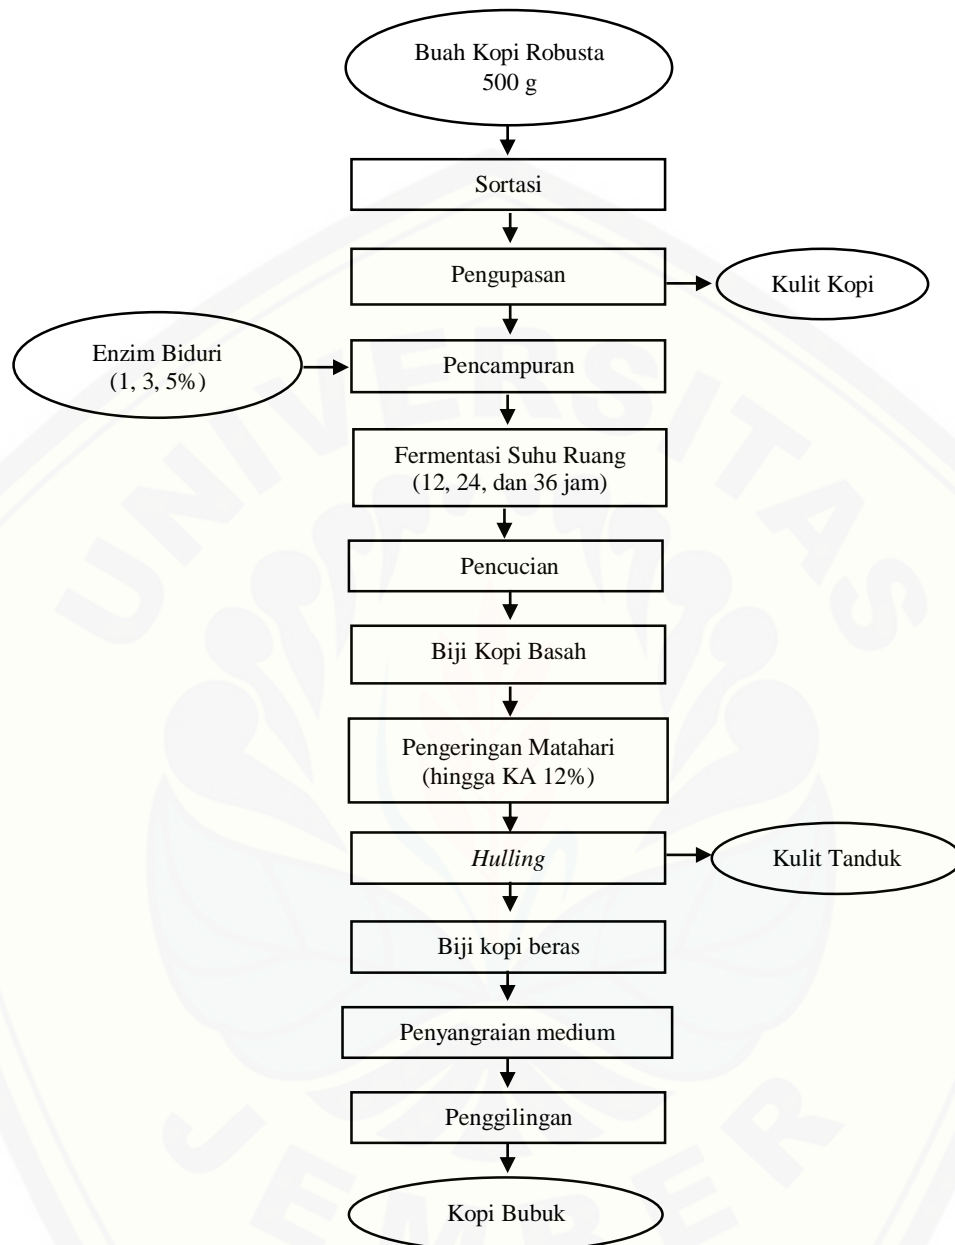 Buah Kopi Robusta
500 g
Sortasi
Pengupasan
Kulit Kopi
Enzim Biduri
(1, 3, 5%)
Pencampuran
Fermentasi Suhu Ruang
(12, 24, dan 36 jam)
Pencucian
Biji Kopi Basah
Pengeringan Matahari
(hingga KA 12%)
Hulling
Kulit Tanduk
Biji kopi beras
Penyangraian medium
Penggilingan
Kopi Bubuk
UNIVERSITAS
JEMBER